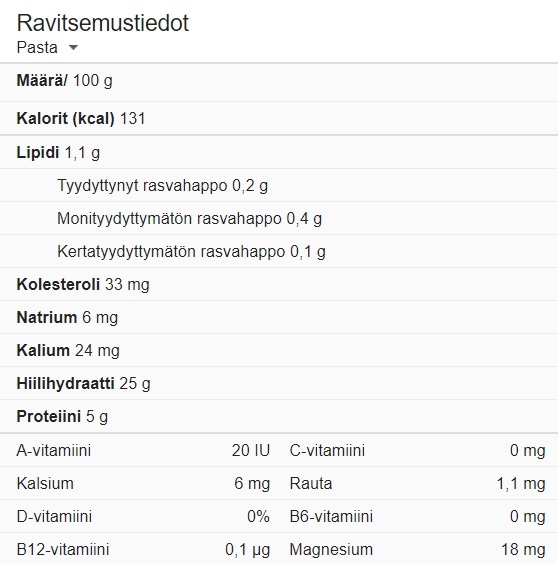 Ravitsemustiedot
Pasta
Määrä/ 100 g
Kalorit (kcal) 131
Lipidi 1,1 g
Tyydyttynyt rasvahappo 0,2 g
Monityydyttymätön rasvahappo 0,4 g
Kertatyydyttymätön rasvahappo 0,1 g
Kolesteroli 33 mg
Natrium 6 mg
Kalium 24 mg
Hiilihydraatti 25 g
Proteiini 5 g
A-vitamiini 20 IU C-vitamiini 0 mg
Kalsium 6 mg Rauta 1,1 mg
D-vitamiini 0% B6-vitamiini 0 mg
B12-vitamiini 0,1 µg Magnesium 18 mg